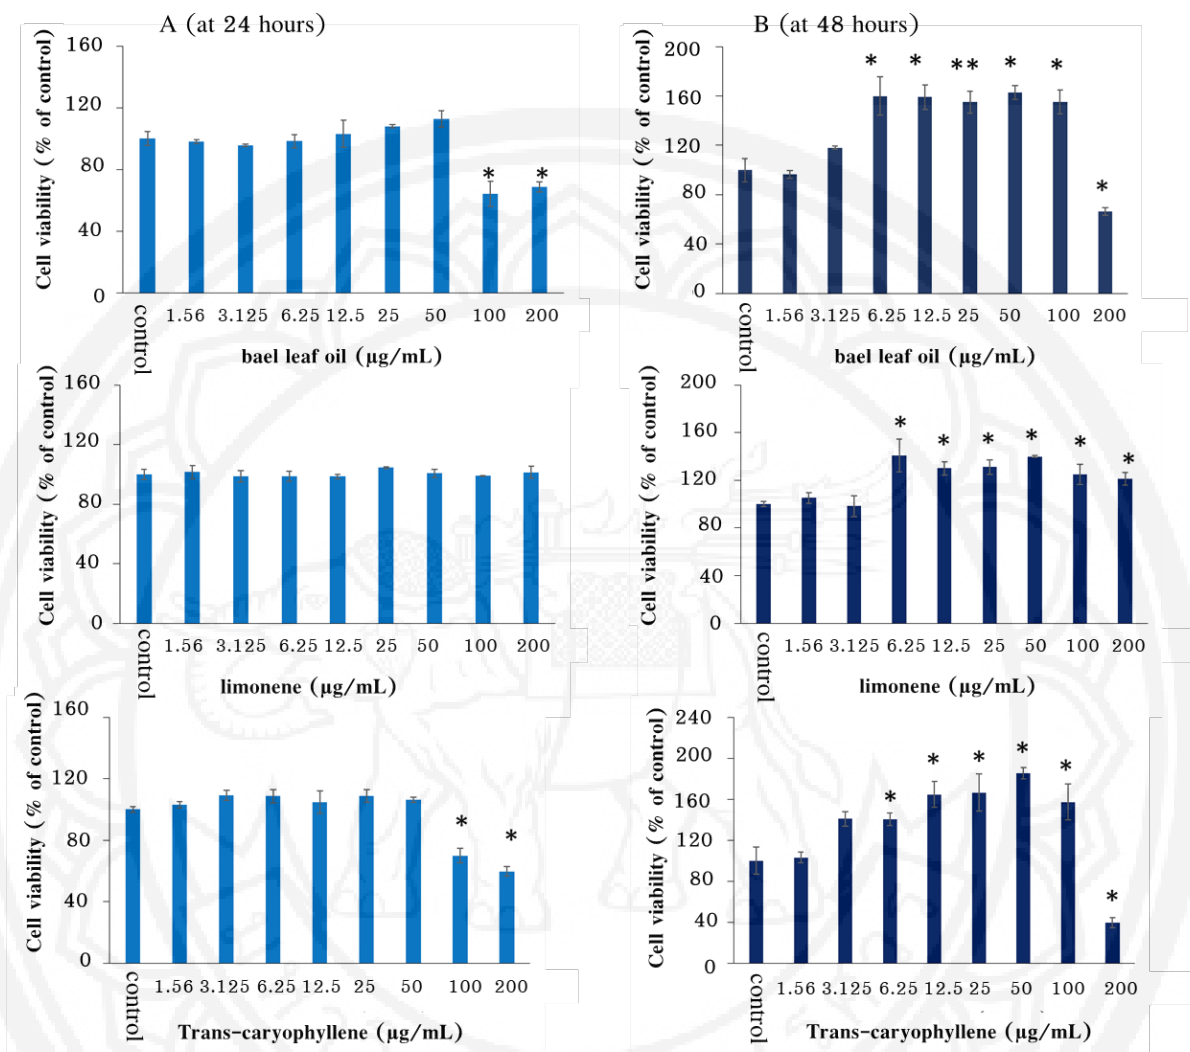 A (at 24 hours)
Cell viability (% of control)
160
120
80
40
0
*
*
control
1.56 3.125 6.25 12.5 25 50 100 200
bael leaf oil (µg/mL)
B (at 48 hours)
Cell viability (% of control)
200
160
120
80
40
0
* * ** * *
*
control
1.56 3.125 6.25 12.5 25 50 100 200
bael leaf oil (µg/mL)
Cell viability (% of control)
160
120
80
40
0
control
1.56 3.125 6.25 12.5 25 50 100 200
limonene (µg/mL)
Cell viability (% of control)
200
160
120
80
40
0
* * * * * *
control
1.56 3.125 6.25 12.5 25 50 100 200
limonene (µg/mL)
Cell viability (% of control)
160
120
80
40
0
* *
control
1.56 3.125 6.25 12.5 25 50 100 200
Trans-caryophyllene (µg/mL)
Cell viability (% of control)
240
200
160
120
80
40
0
* * * * *
*
control
1.56 3.125 6.25 12.5 25 50 100 200
Trans-caryophyllene (µg/mL)